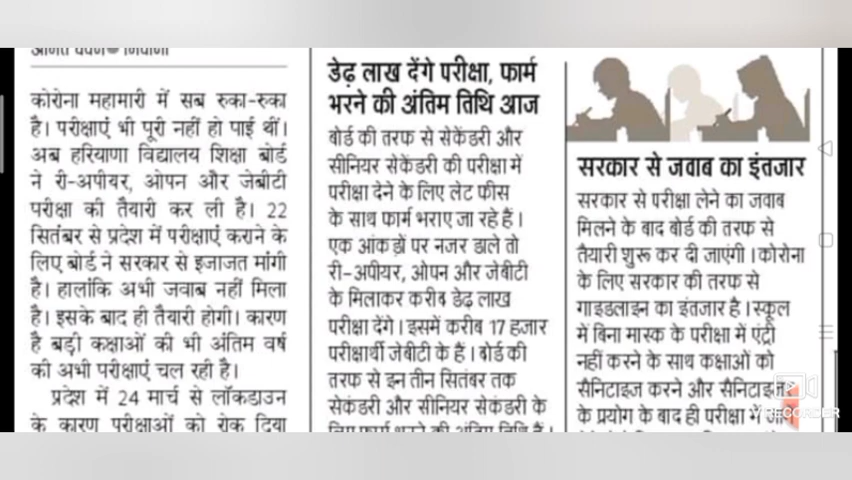 कोरोना महामारी में सब रुका-रुका
है। परीक्षाएं भी पूरी नहीं हो पाई थीं।
अब हरियाणा विद्यालय शिक्षा बोर्ड
ने री-अपीयर, ओपन और जेबीटी
परीक्षा की तैयारी कर ली है। 22
सितंबर से प्रदेश में परीक्षाएं कराने के
लिए बोर्ड ने सरकार से इजाजत मांगी
है। हालांकि अभी जवाब नहीं मिला
है। इसके बाद ही तैयारी होगी। कारण
है बड़ी कक्षाओं की भी अंतिम वर्ष
की अभी परीक्षाएं चल रही है।
प्रदेश में 24 मार्च से लॉकडाउन
के कारण परीक्षाओं को रोक दिया
डेढ़ लाख देंगे परीक्षा, फार्म
भरने की अंतिम तिथि आज
बोर्ड की तरफ से सेकेंडरी और
सीनियर सेकेंडरी की परीक्षा में
परीक्षा देने के लिए लेट फीस
के साथ फार्म भराए जा रहे हैं।
एक आंकड़ों पर नजर डाले तो
री-अपीयर, ओपन और जेबीटी
के मिलाकर करीब डेढ़ लाख
परीक्षा देंगे। इसमें करीब 17 हजार
परीक्षार्थी जेबीटी के हैं। बोर्ड की
तरफ से इन तीन सितंबर तक
सेकंडरी और सीनियर सेकंडरी के
लिए फार्म भरने की अंतिम तिथि है।
सरकार से जवाब का इंतजार
सरकार से परीक्षा लेने का जवाब
मिलने के बाद बोर्ड की तरफ से
तैयारी शुरू कर दी जाएंगी। कोरोना
के लिए सरकार की तरफ से
गाइडलाइन का इंतजार है। स्कूल
में बिना मास्क के परीक्षा में एंट्री
नहीं करने के साथ कक्षाओं को
सैनिटाइज करने और सैनिटाइजर
के प्रयोग के बाद ही परीक्षा में जाने
RECORDER